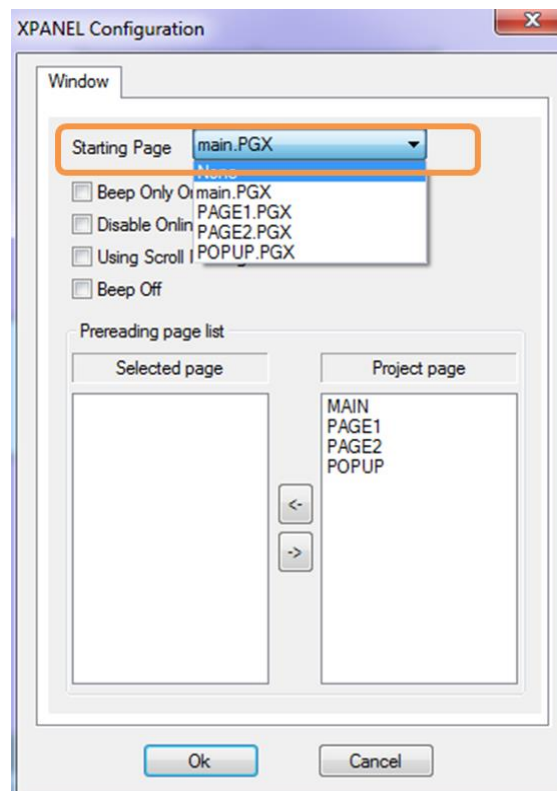 XPANEL Configuration
Window
Starting Page main.PGX
None
Beep Only main.PGX
PAGE1.PGX
Disable PAGE2.PGX
Using Scroll POPUP.PGX
Beep Off
Prereading page list
Selected page Project page
MAIN
PAGE1
PAGE2
POPUP
<-
->
Ok Cancel